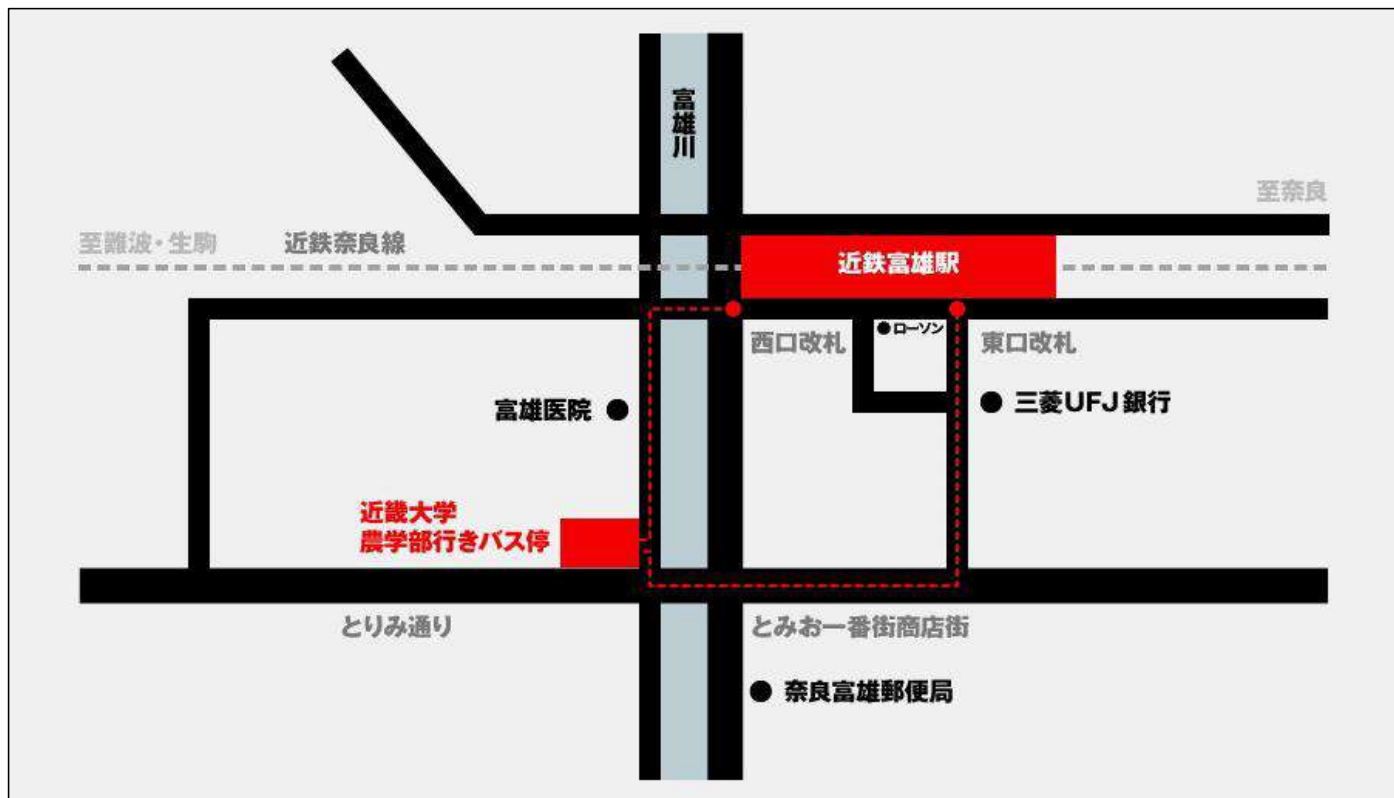 富雄川
至奈良
至難波・生駒
近鉄奈良線
近鉄富雄駅
西口改札
ローソン
東口改札
富雄医院
三菱UFJ銀行
近畿大学
農学部行きバス停
とりみ通り
とみお一番街商店街
奈良富雄郵便局